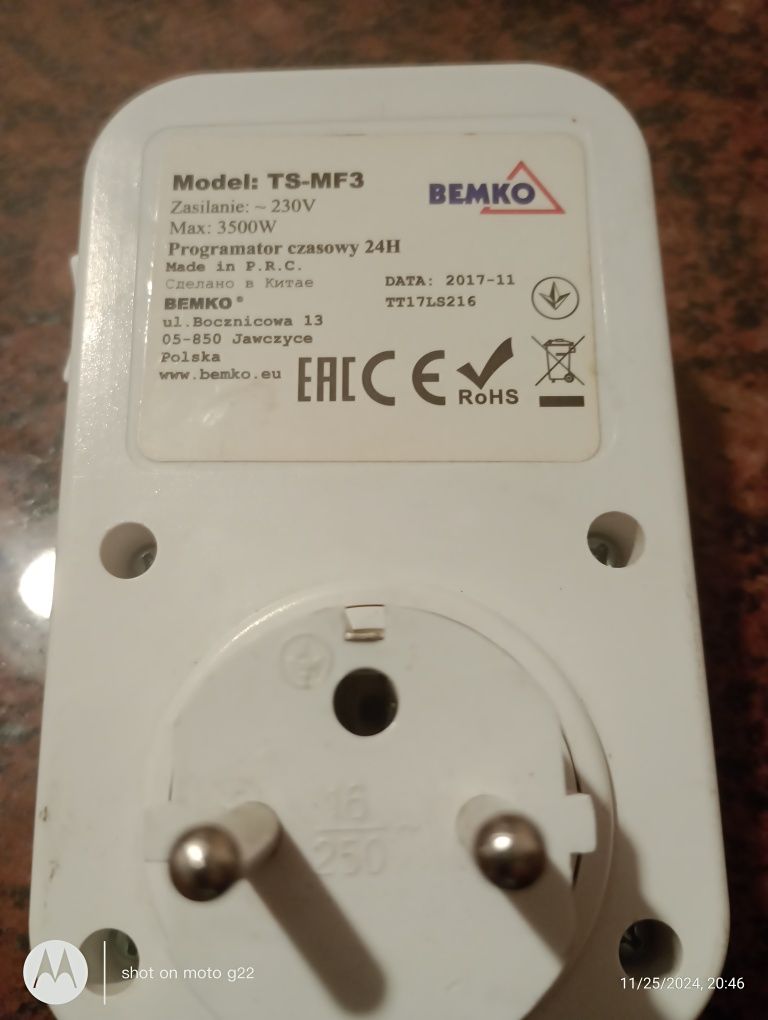 Model: TS-MF3
BEMKO
Zasilanie: ~ 230V
Max: 3500W
Programator czasowy 24H
Made in P.R.C.
Сделано в Китае
DATA: 2017-11
BEMKO®
TT17LS216
ul.Bocznicowa 13
05-850 Jawczyce
Polska
www.bemko.eu
EAC CE RoHS
16
250~
shot on moto g22
11/25/2024, 20:46